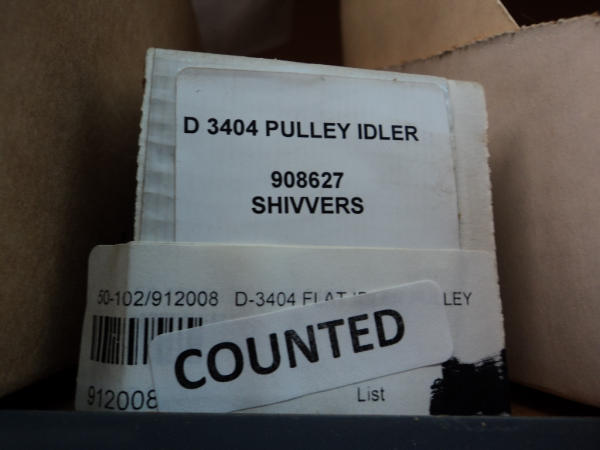 D 3404 PULLEY IDLER
908627
SHIVVERS
50-102/912008 D-3404 FLAT LEY
COUNTED
912008
List